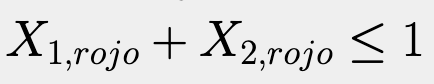 X_{1,rojo} + X_{2,rojo} ≤ 1